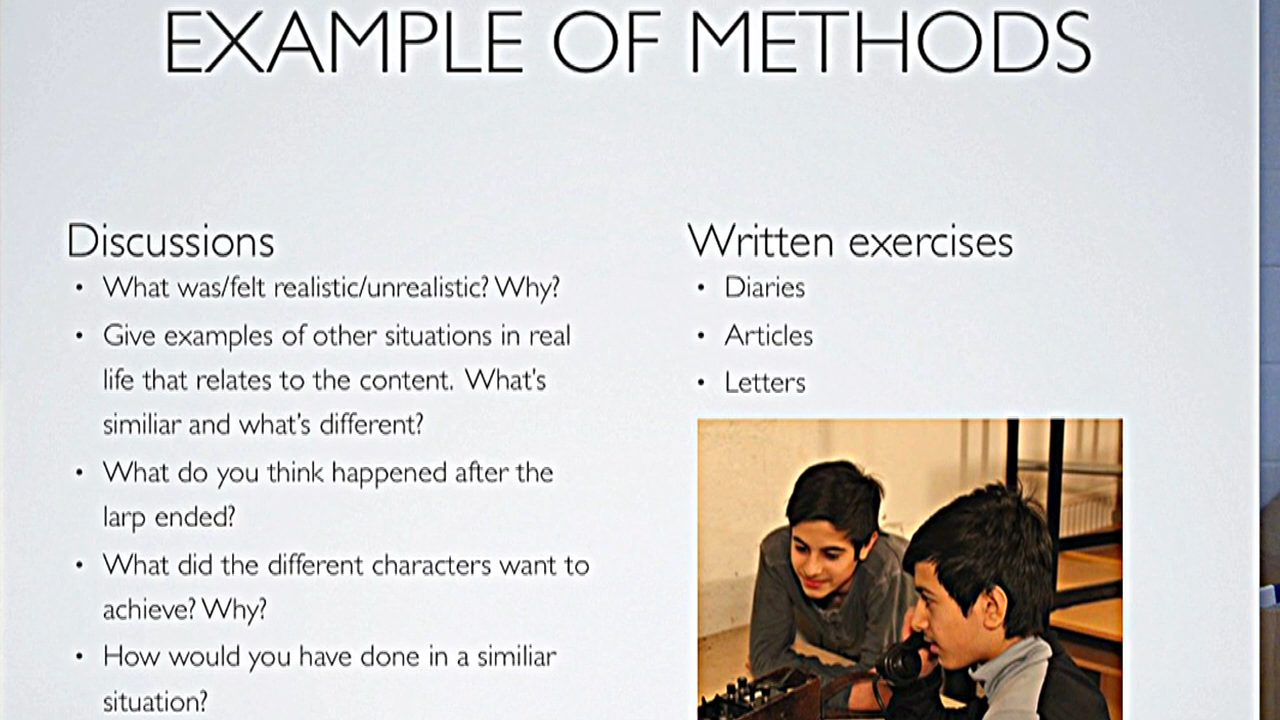 EXAMPLE OF METHODS
Discussions
• What was/felt realistic/unrealistic? Why?
• Give examples of other situations in real
life that relates to the content. What's
similiar and what's different?
• What do you think happened after the
larp ended?
• What did the different characters want to
achieve? Why?
• How would you have done in a similiar
situation?
Written exercises
• Diaries
• Articles
• Letters